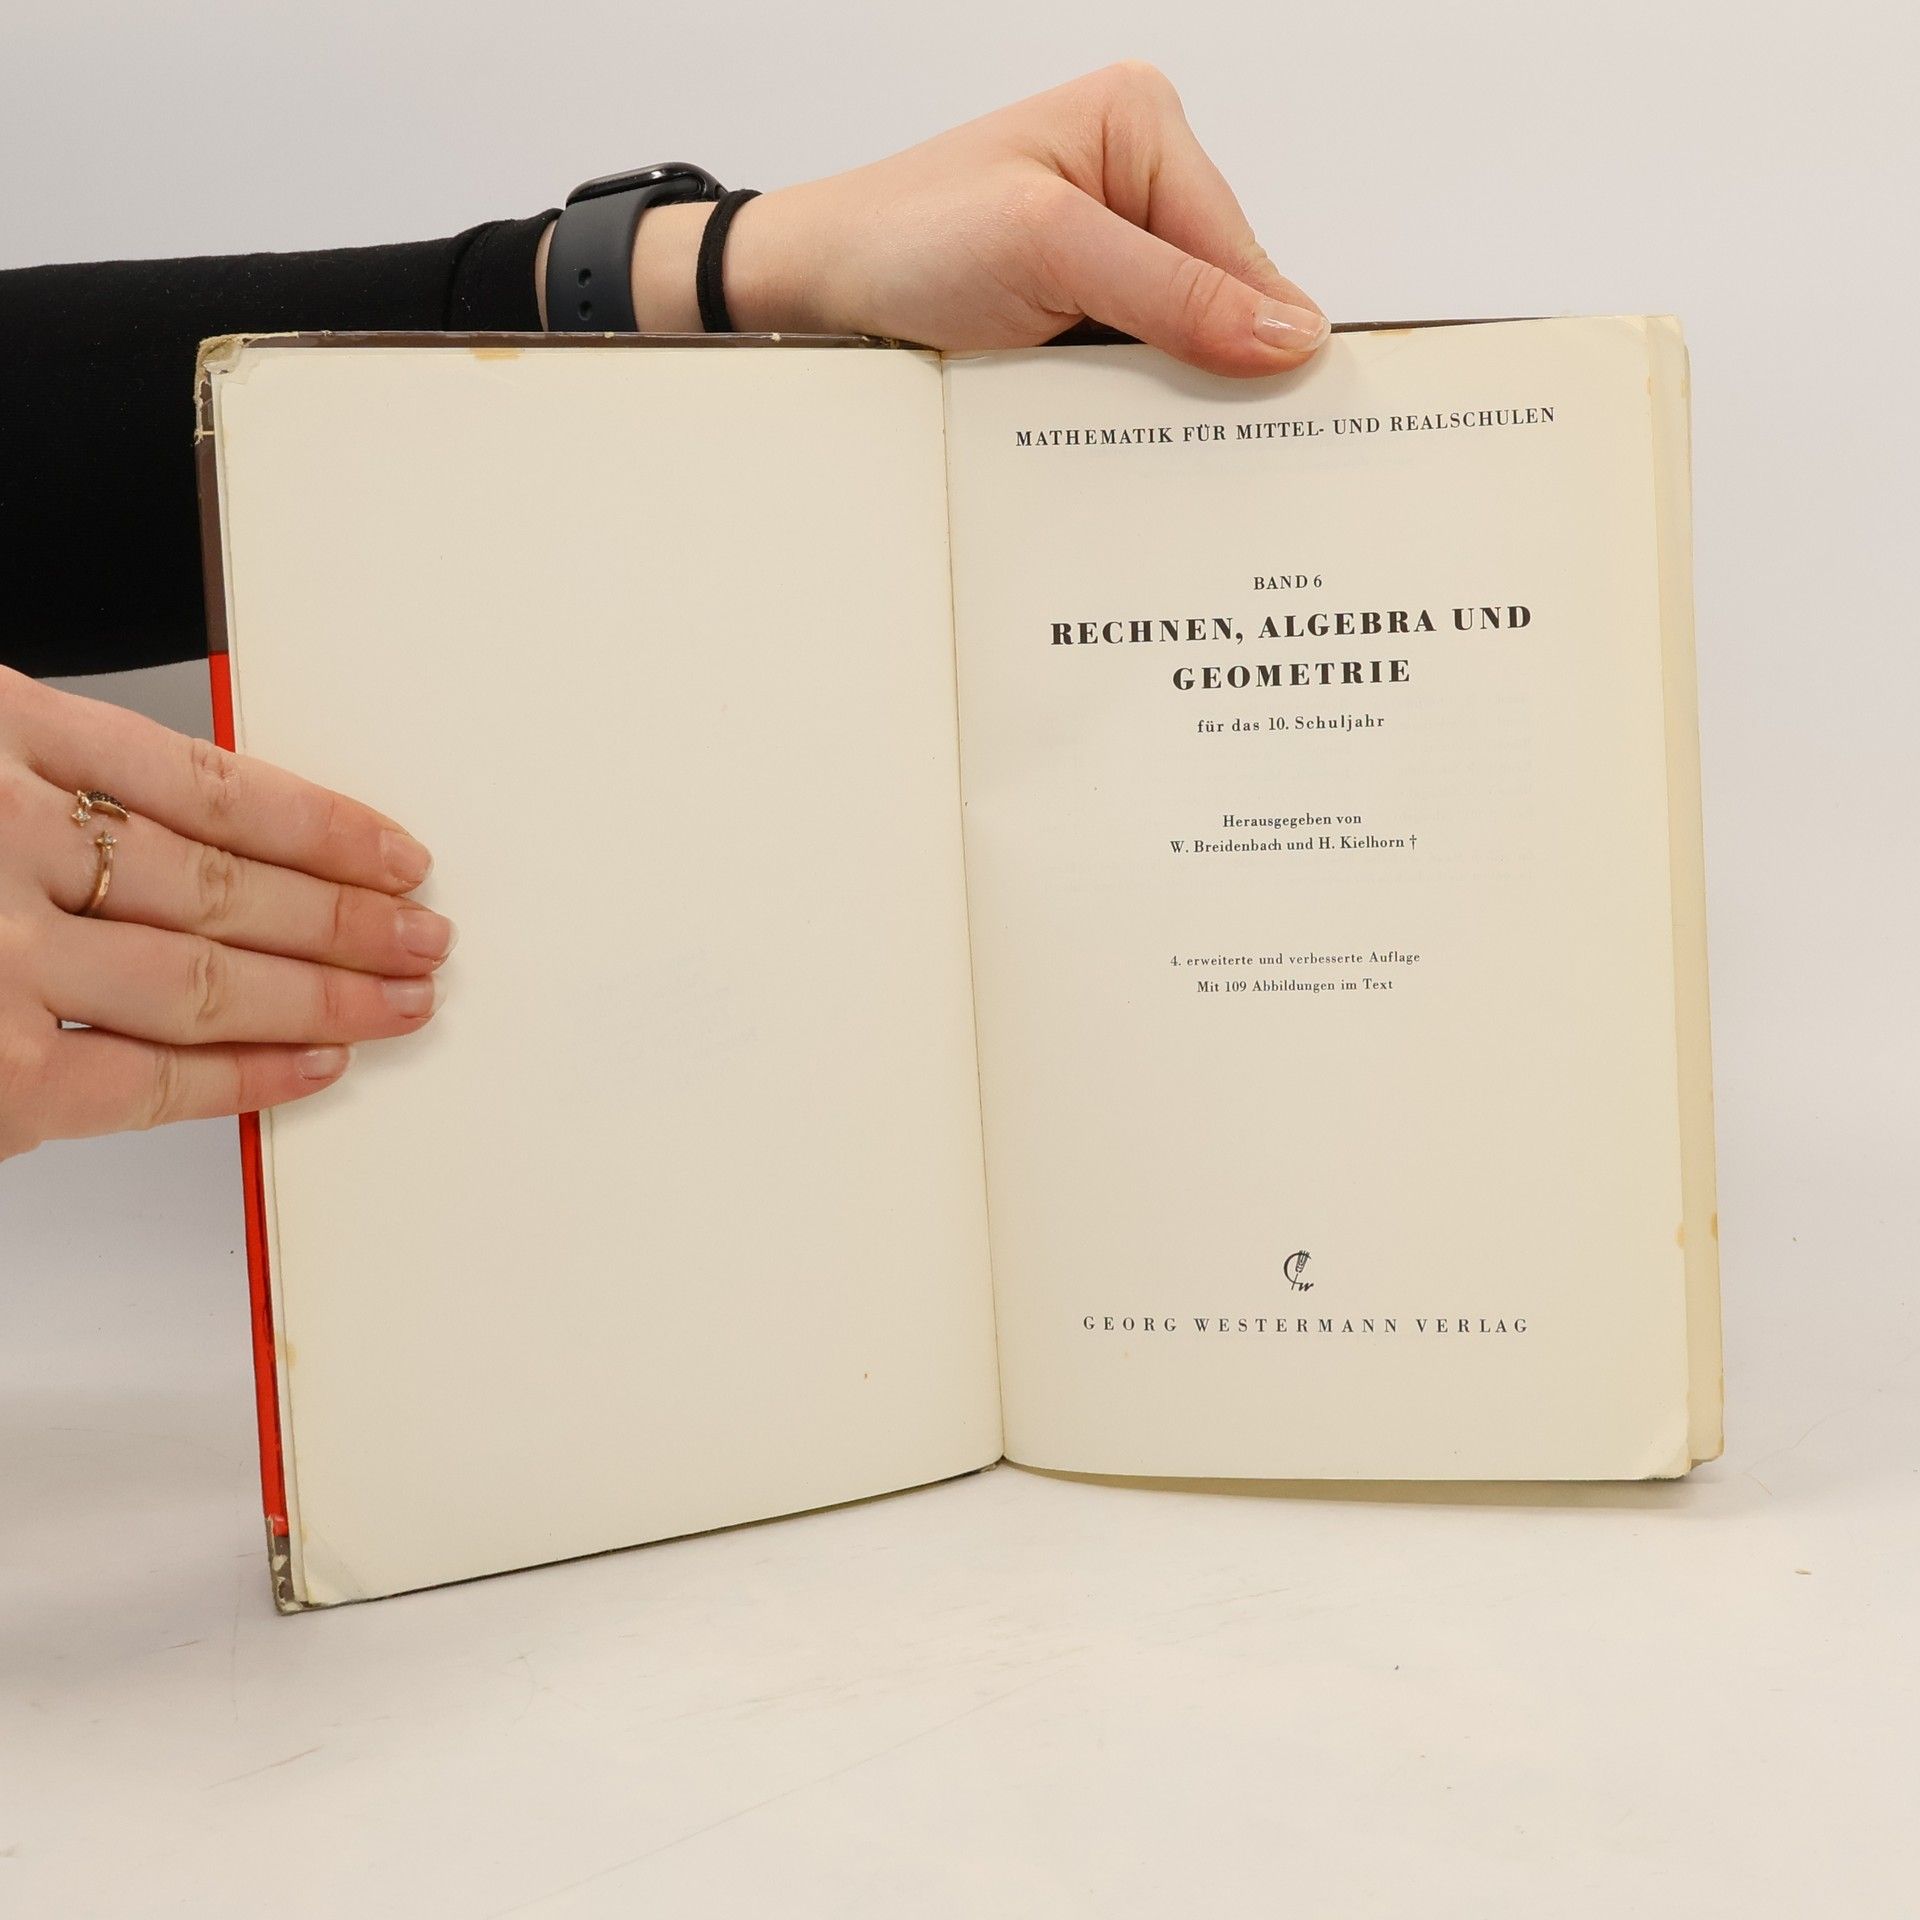 MATHEMATIK FÜR MITTEL- UND REALSCHULEN
BAND 6
RECHNEN, ALGEBRA UND
GEOMETRIE
für das 10. Schuljahr
Herausgegeben von
W. Breidenbach und H. Kielhorn †
4. erweiterte und verbesserte Auflage
Mit 109 Abbildungen im Text
GEORG WESTERMANN VERLAG